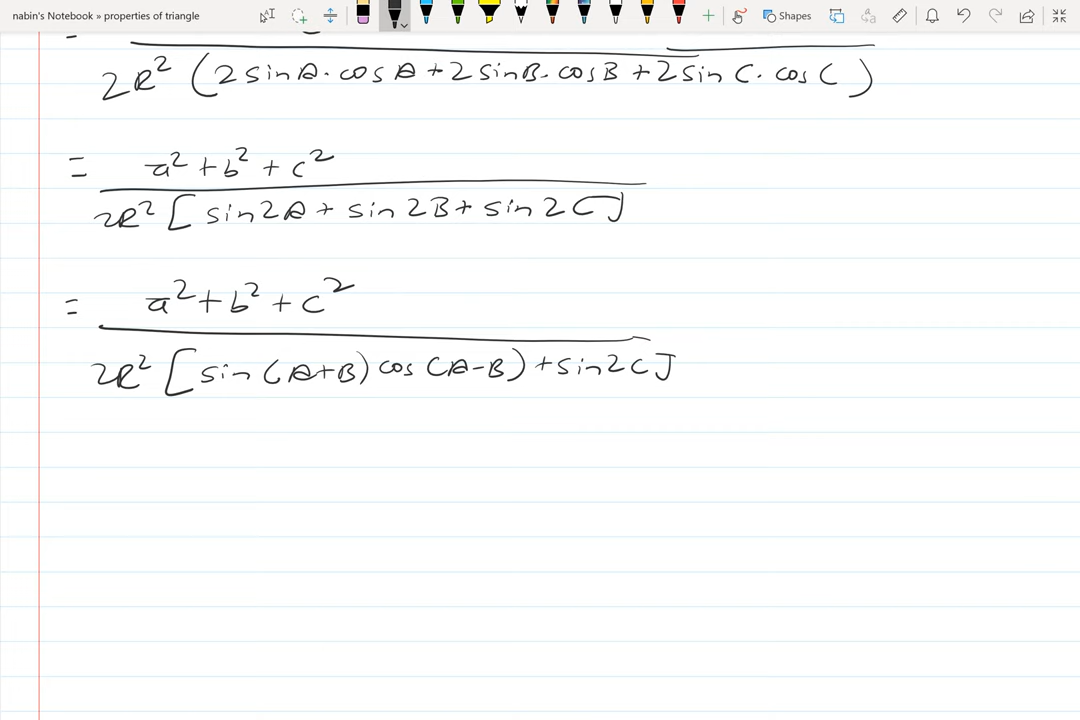 nabin's Notebook » properties of triangle
Shapes
=
2R² (2 sin A. cos A + 2 sin B. cos B + 2 sin C. cos C)
= a² + b² + c²
2R² [sin 2A + sin 2B + sin 2C]
= a² + b² + c²
2R² [sin (A+B) cos (A-B) + sin 2C]